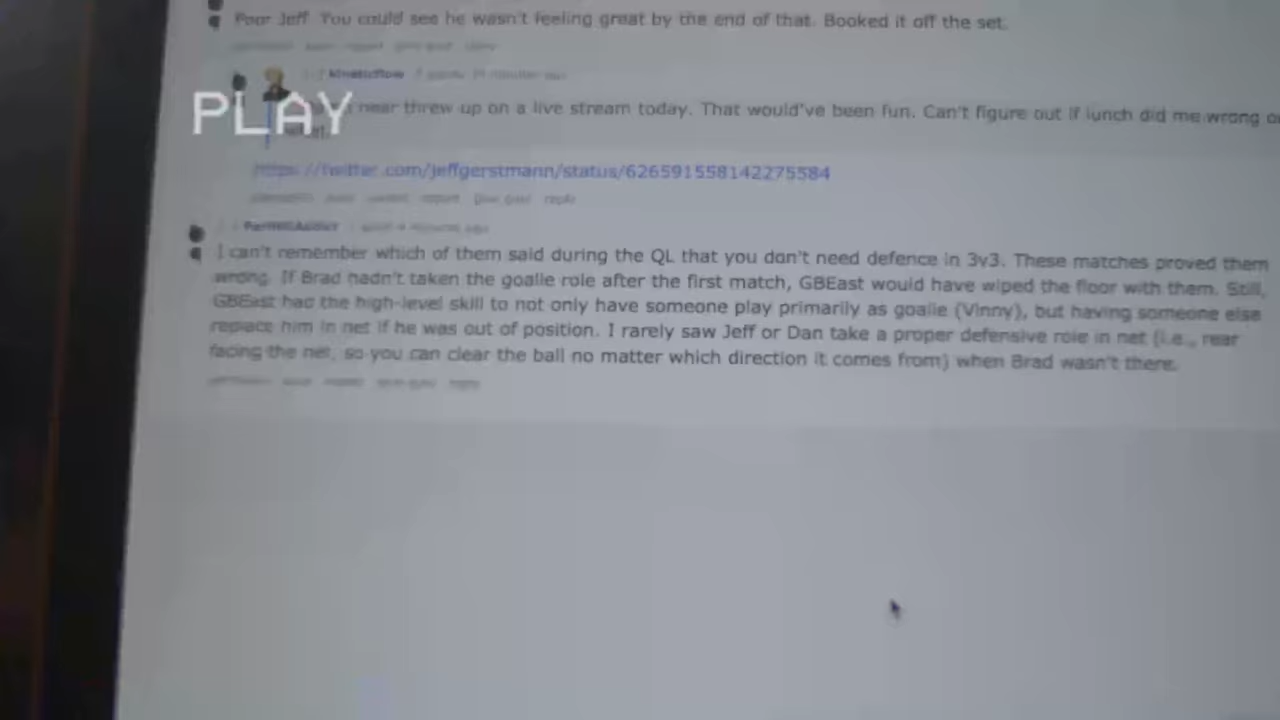 Poor Jeff. You could see he wasn't feeling great by the end of that. Booked it off the set.
kineticflow
PLAY
near threw up on a live stream today. That would've been fun. Can't figure out if lunch did me wrong
https://twitter.com/jeffgerstmann/status/626591558142275584
I can't remember which of them said during the QL that you don't need defence in 3v3. These matches proved them
wrong. If Brad hadn't taken the goalie role after the first match, GBEast would have wiped the floor with them. Still,
GBEast had the high-level skill to not only have someone play primarily as goalie (Vinny), but having someone else
replace him in net if he was out of position. I rarely saw Jeff or Dan take a proper defensive role in net (i.e., rear
facing the net, so you can clear the ball no matter which direction it comes from) when Brad wasn't there.